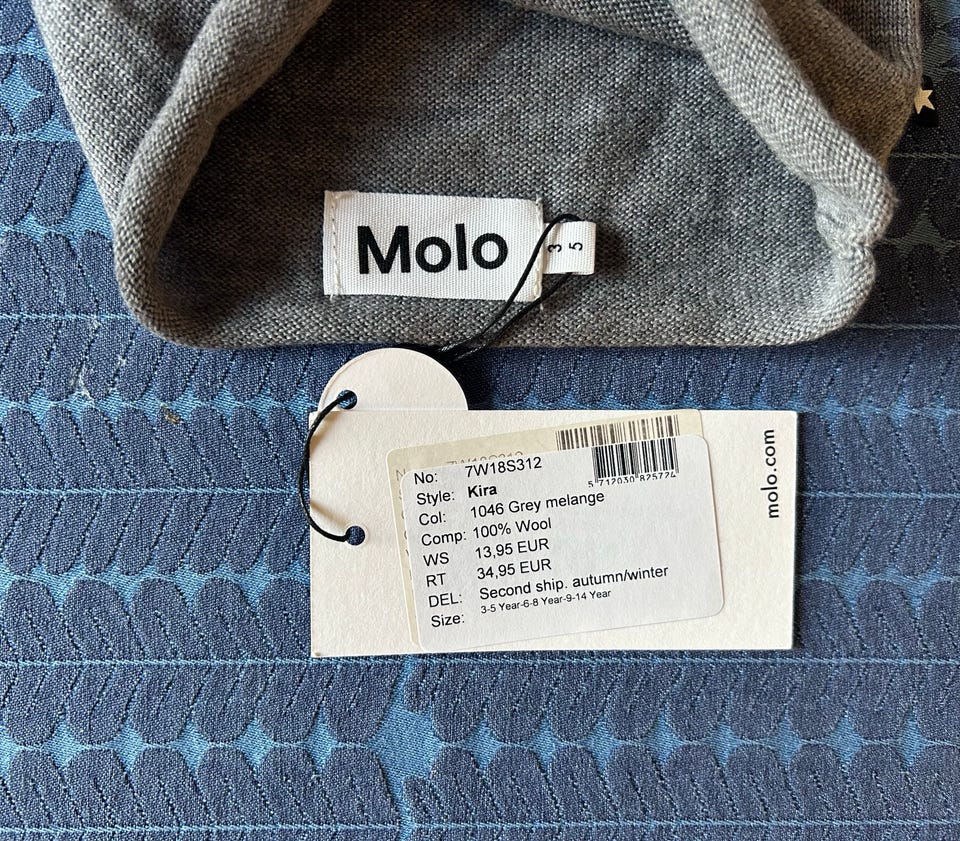 Molo
3
5
No: 7W18S312
Style: Kira
Col: 1046 Grey melange
Comp: 100% Wool
WS 13,95 EUR
RT 34,95 EUR
DEL: Second ship. autumn/winter
Size: 3-5 Year-6-8 Year-9-14 Year
5 712030 825724
molo.com